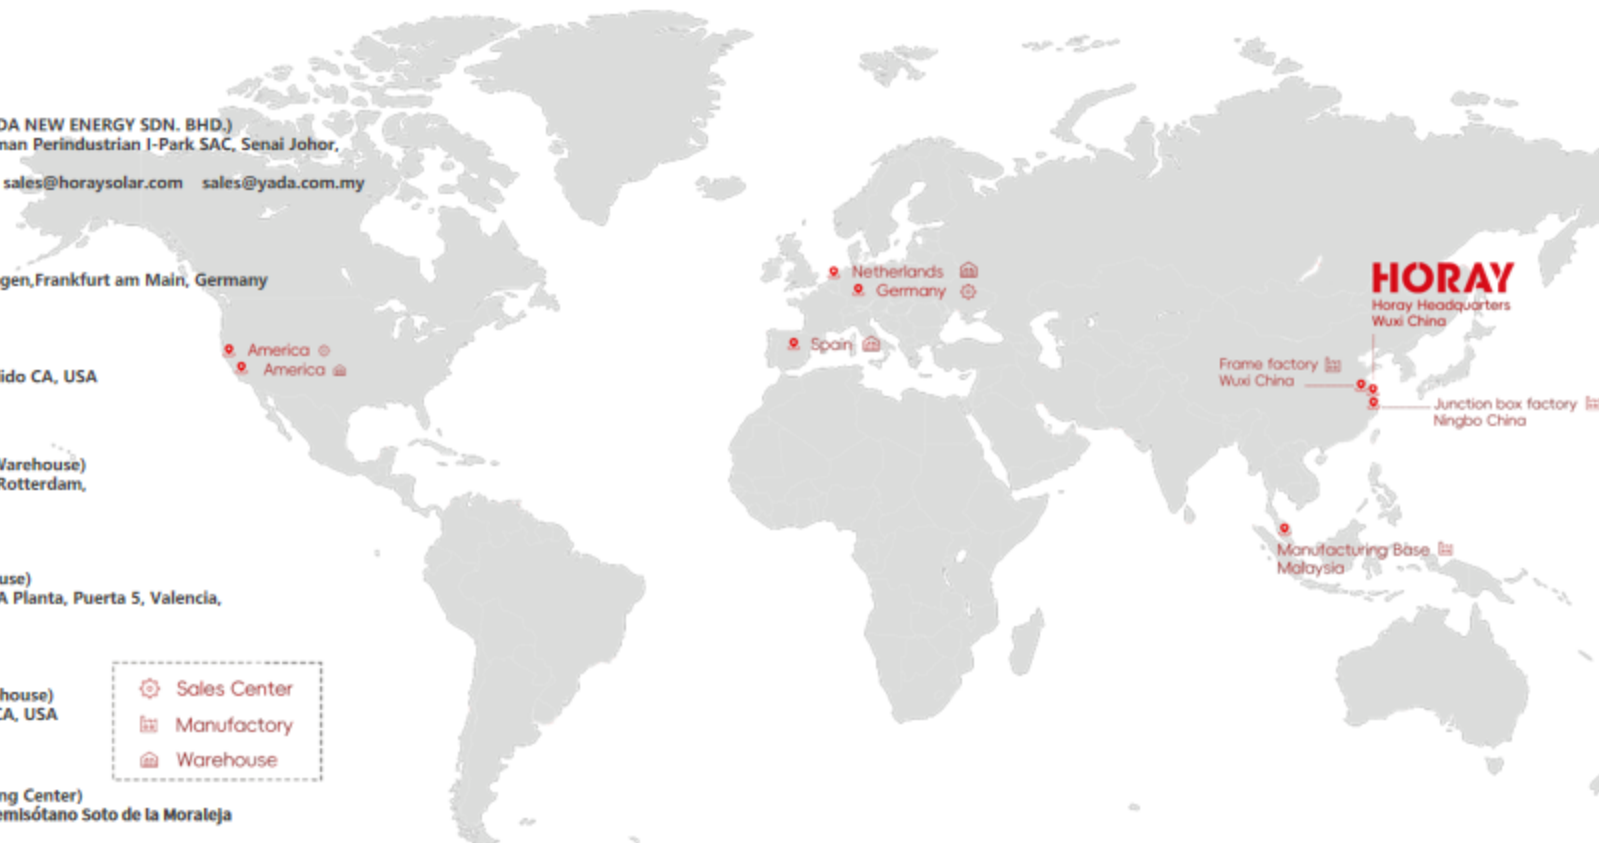 DA NEW ENERGY SDN. BHD.)
man Perindustrian I-Park SAC, Senai Johor,
sales@horaysolar.com sales@yada.com.my
gen,Frankfurt am Main, Germany
ido CA, USA
Warehouse)
Rotterdam,
use)
A Planta, Puerta 5, Valencia,
house)
CA, USA
ng Center)
emisótano Soto de la Moraleja
America
America
Netherlands
Germany
Spain
HORAY
Horay Headquarters
Wuxi China
Frame factory
Wuxi China
Junction box factory
Ningbo China
Manufacturing Base
Malaysia
Sales Center
Manufactory
Warehouse